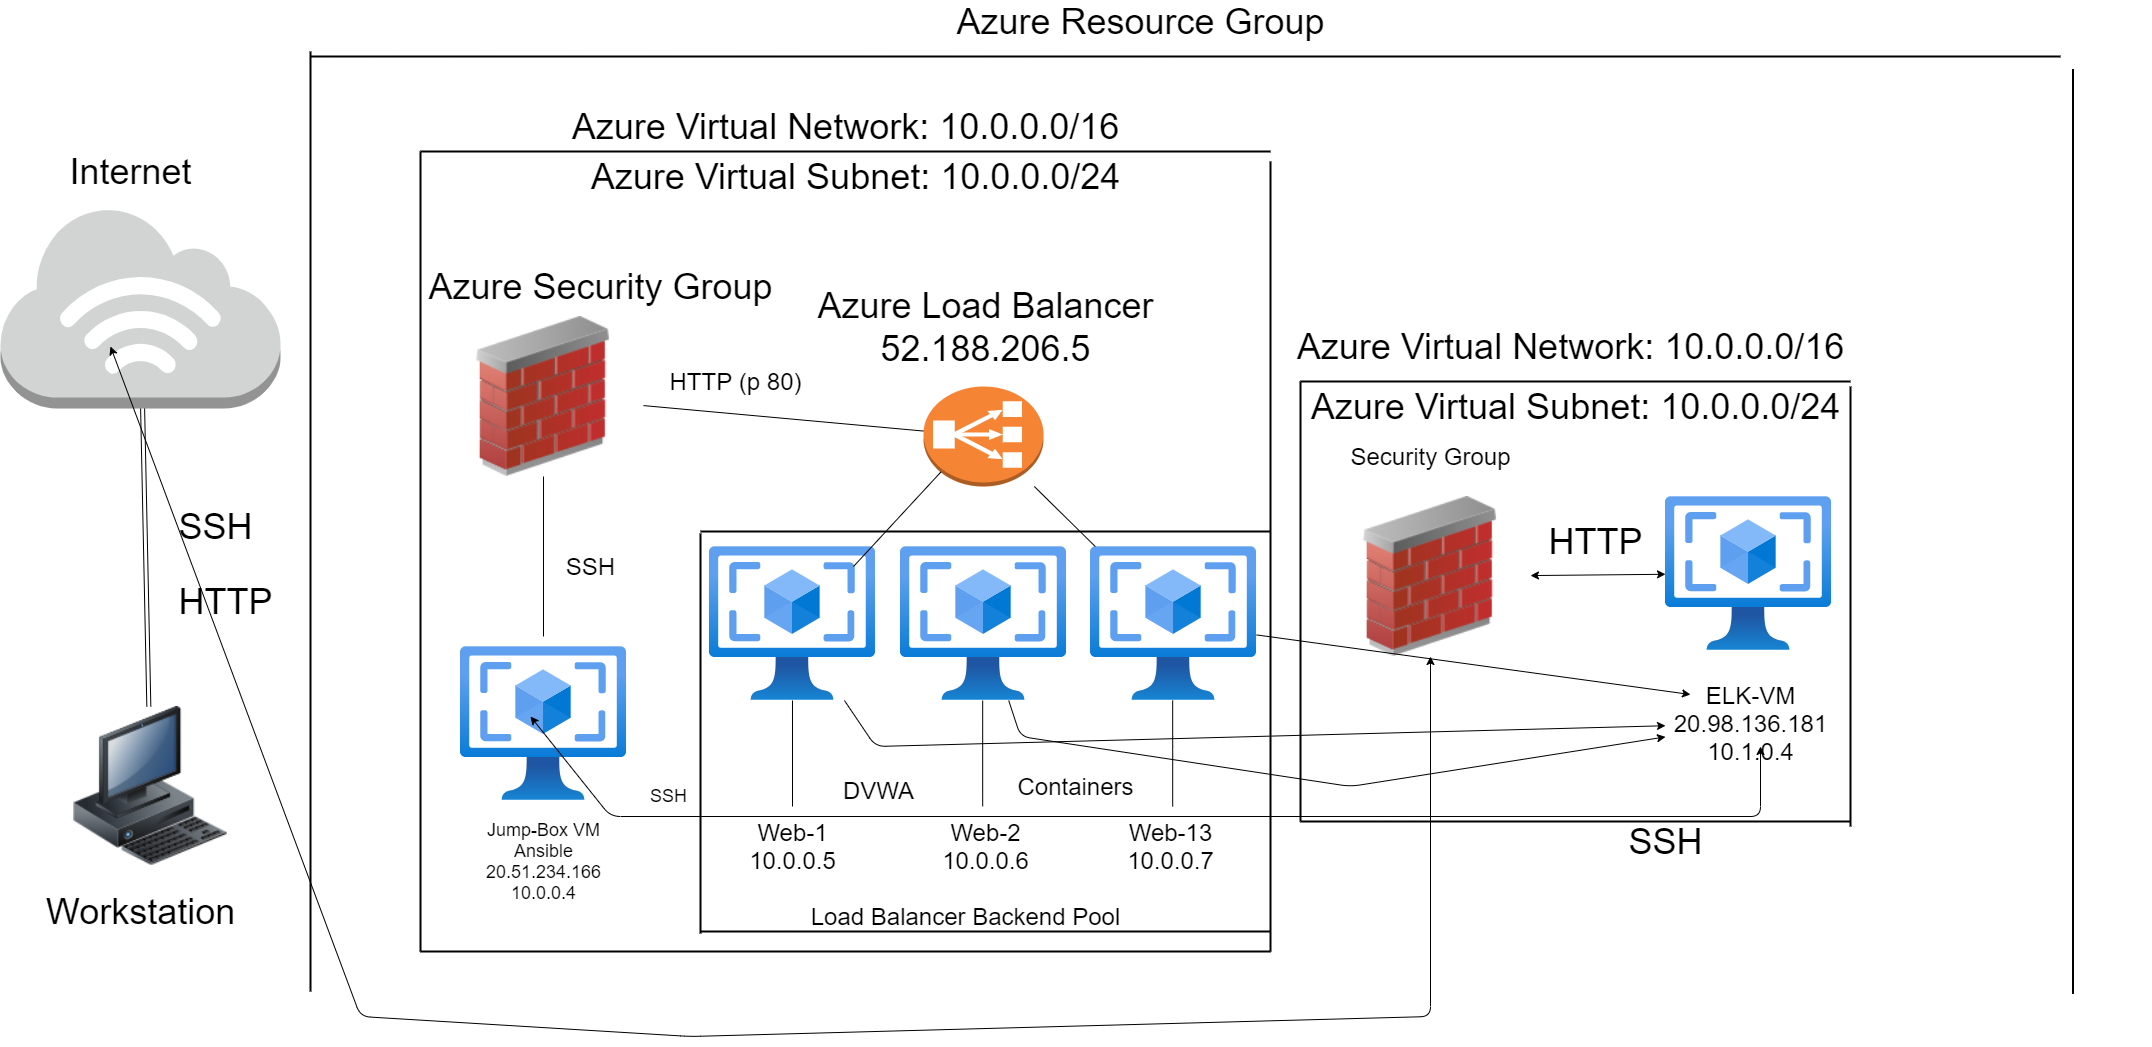 Azure Resource Group
Azure Virtual Network: 10.0.0.0/16
Azure Virtual Subnet: 10.0.0.0/24
Internet
Azure Security Group
Azure Load Balancer
52.188.206.5
HTTP (p 80)
Azure Virtual Network: 10.0.0.0/16
Azure Virtual Subnet: 10.0.0.0/24
Security Group
SSH
HTTP
SSH
HTTP
ELK-VM
20.98.136.181
10.1.0.4
SSH
DVWA
Containers
Jump-Box VM
Ansible
20.51.234.166
10.0.0.4
Web-1
10.0.0.5
Web-2
10.0.0.6
Web-13
10.0.0.7
SSH
Workstation
Load Balancer Backend Pool